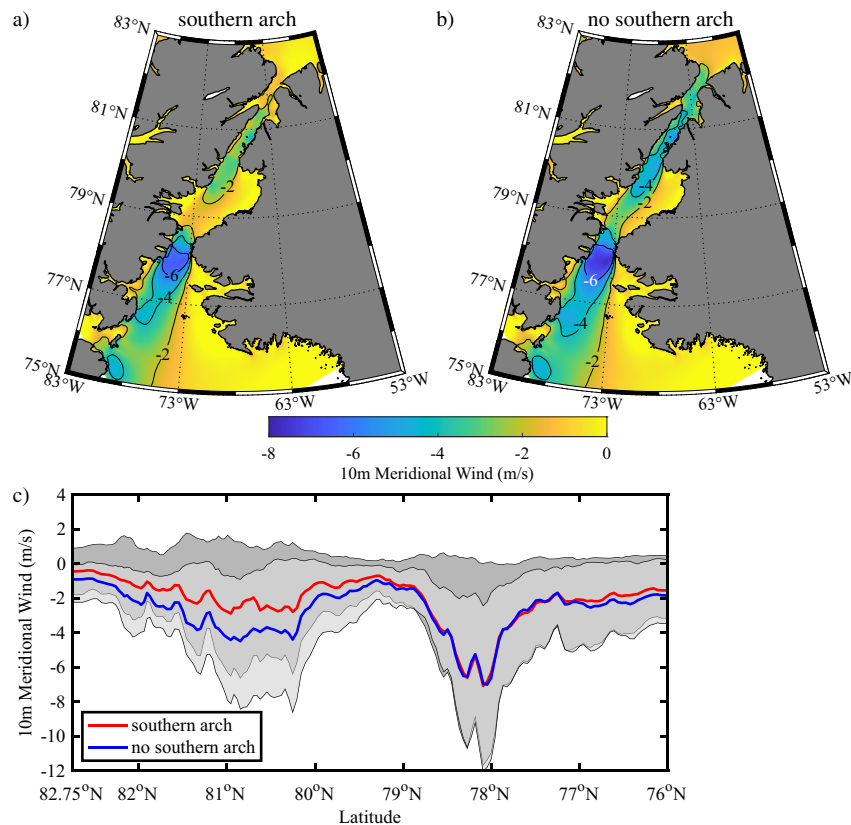 a) southern arch
b) no southern arch
83°N
81°N
79°N
77°N
75°N
83°W
73°W
63°W
53°W
-2
-6
-4
-2
83°N
81°N
79°N
77°N
75°N
83°W
73°W
63°W
53°W
-4
-2
-6
-4
-2
-8 -6 -4 -2 0
10m Meridional Wind (m/s)
c)
10m Meridional Wind (m/s)
4
2
0
-2
-4
-6
-8
-10
-12
southern arch
no southern arch
82.75°N 82°N 81°N 80°N 79°N 78°N 77°N 76°N
Latitude